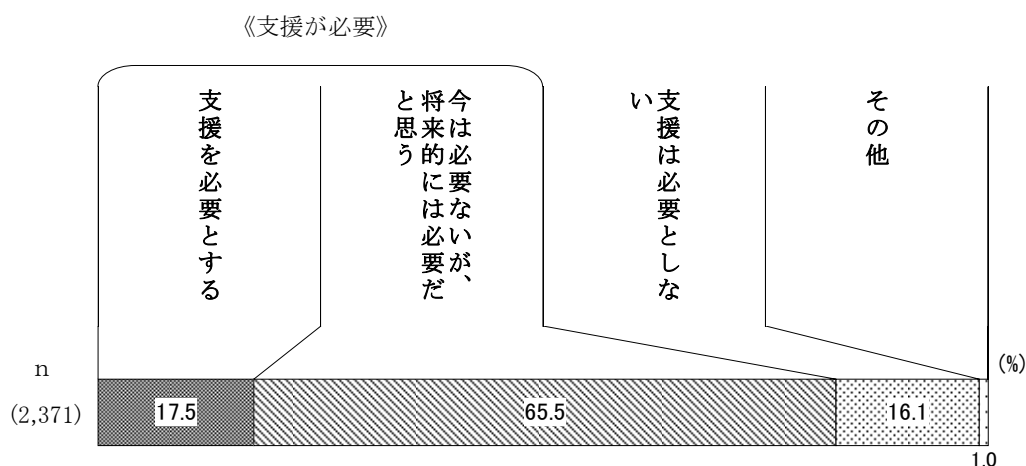 《支援が必要》
支援を必要とする
今は必要ないが、
将来的には必要だ
と思う
支援は必要としな
い
その他
(%)
n
(2,371)
17.5
65.5
16.1
1.0